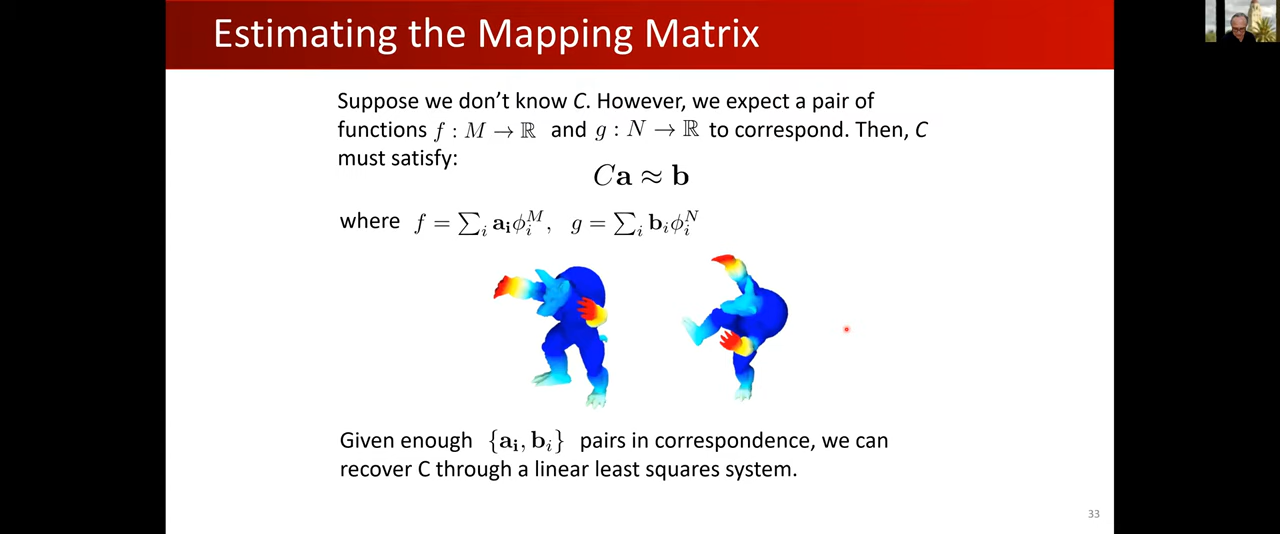 Estimating the Mapping Matrix
Suppose we don't know C. However, we expect a pair of
functions f : M → ℝ and g : N → ℝ to correspond. Then, C
must satisfy:
Ca ≈ b
where f = ∑ᵢ aᵢϕᵢᴹ, g = ∑ᵢ bᵢϕᵢᴺ
Given enough {aᵢ, bᵢ} pairs in correspondence, we can
recover C through a linear least squares system.
33